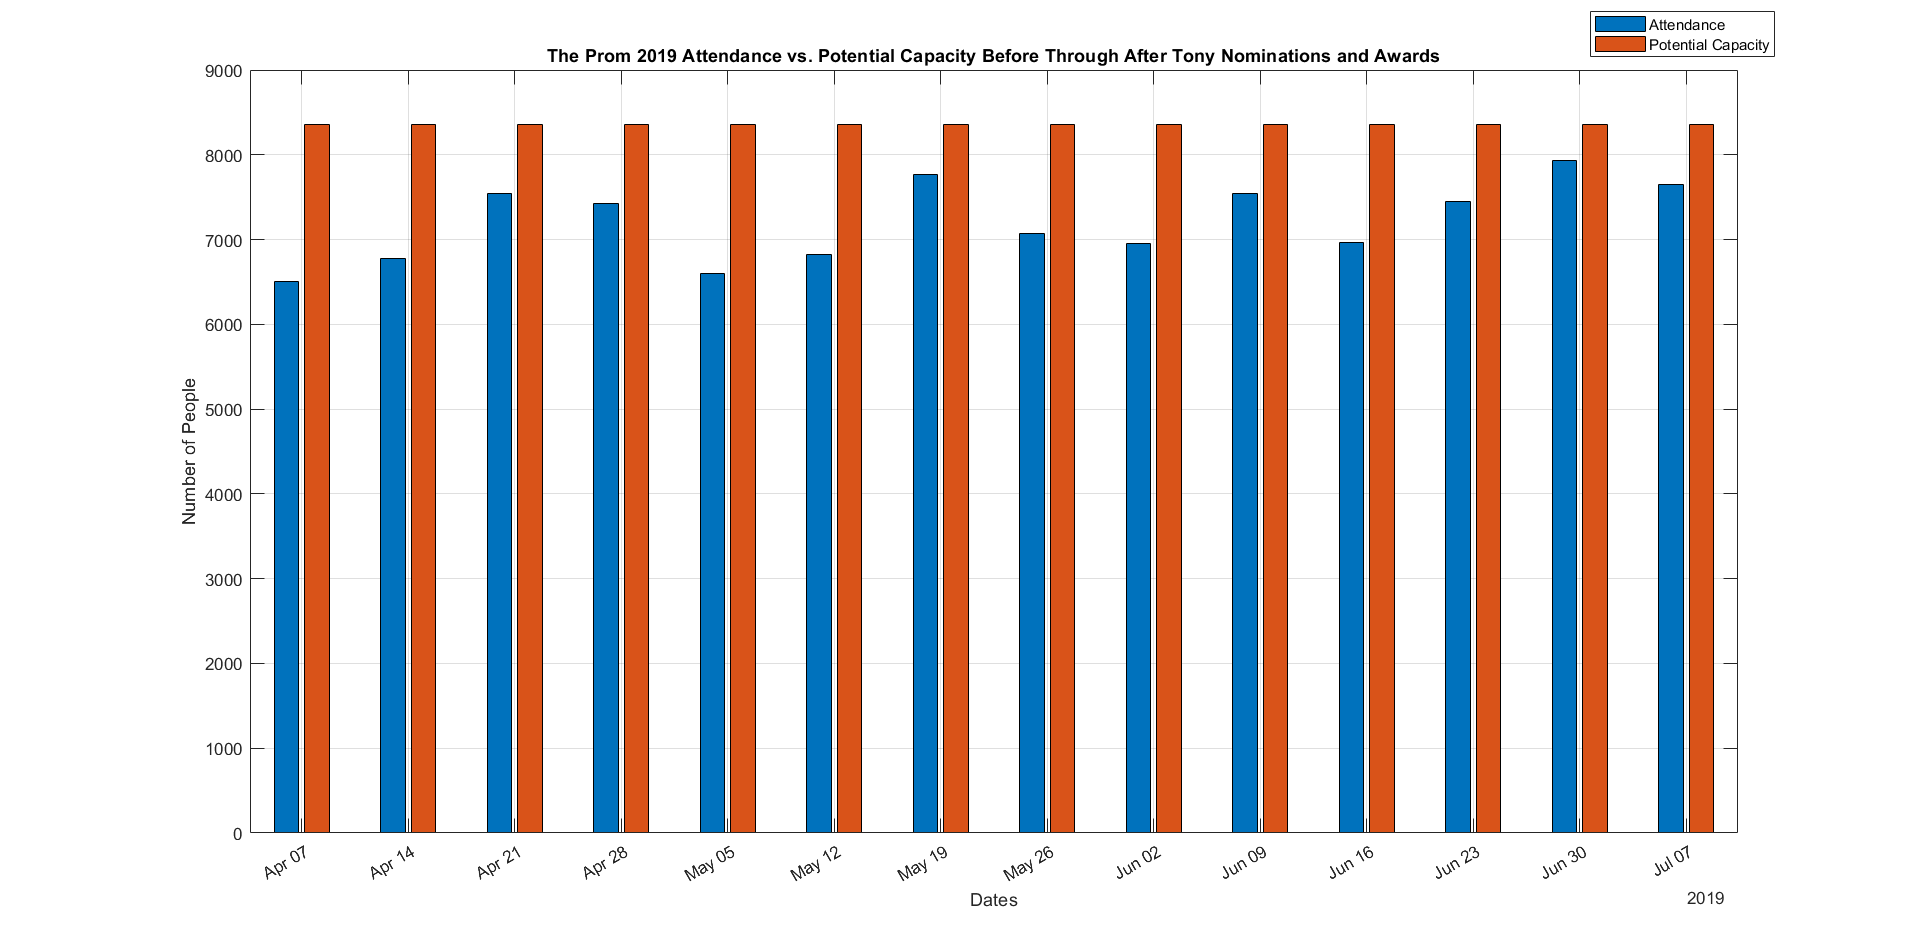 Attendance
Potential Capacity
The Prom 2019 Attendance vs. Potential Capacity Before Through After Tony Nominations and Awards
9000
8000
7000
6000
5000
4000
3000
2000
1000
0
Number of People
Apr 07
Apr 14
Apr 21
Apr 28
May 05
May 12
May 19
May 26
Jun 02
Jun 09
Jun 16
Jun 23
Jun 30
Jul 07
Dates
2019